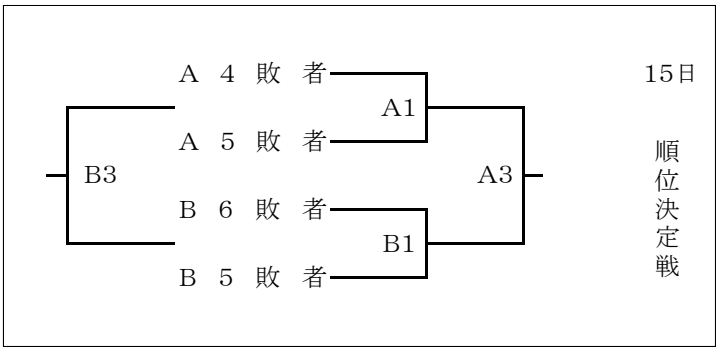 A 4 敗 者
A1
A 5 敗 者
B3
A3
B 6 敗 者
B1
B 5 敗 者
15日
順位決定戦